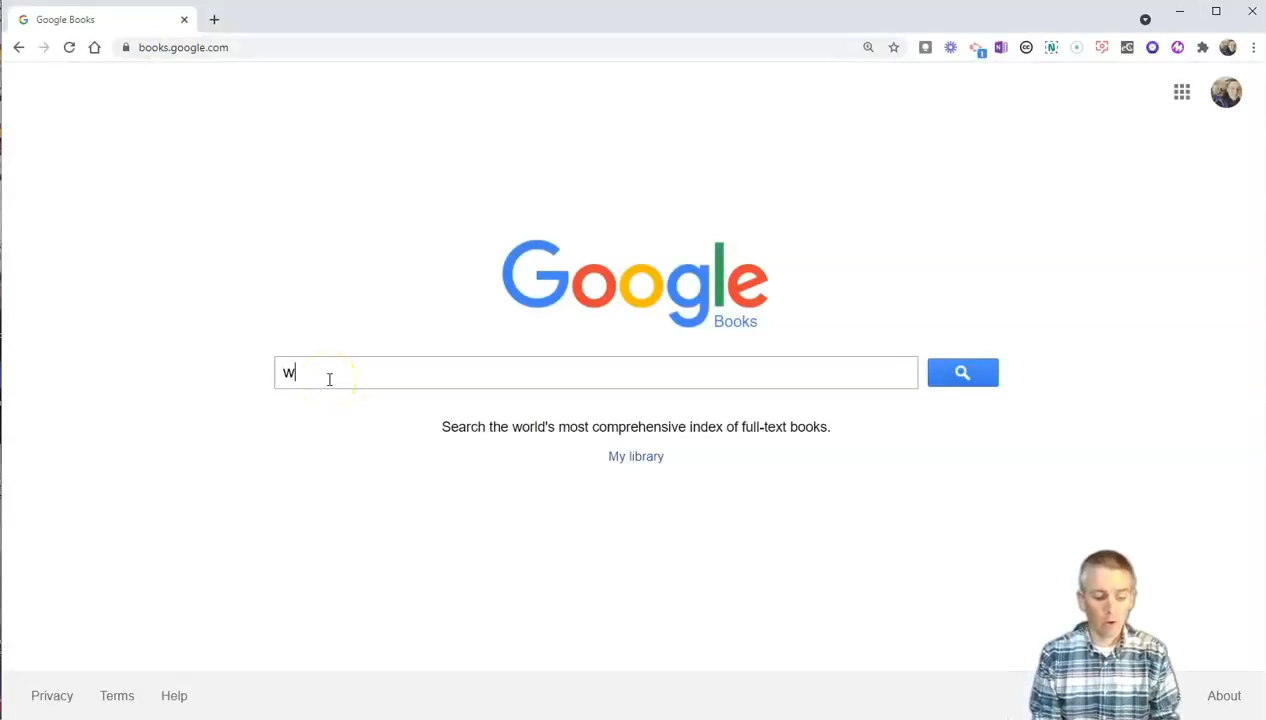 Google Books
books.google.com
1
Google
Books
w
Search the world's most comprehensive index of full-text books.
My library
Privacy
Terms
Help
About